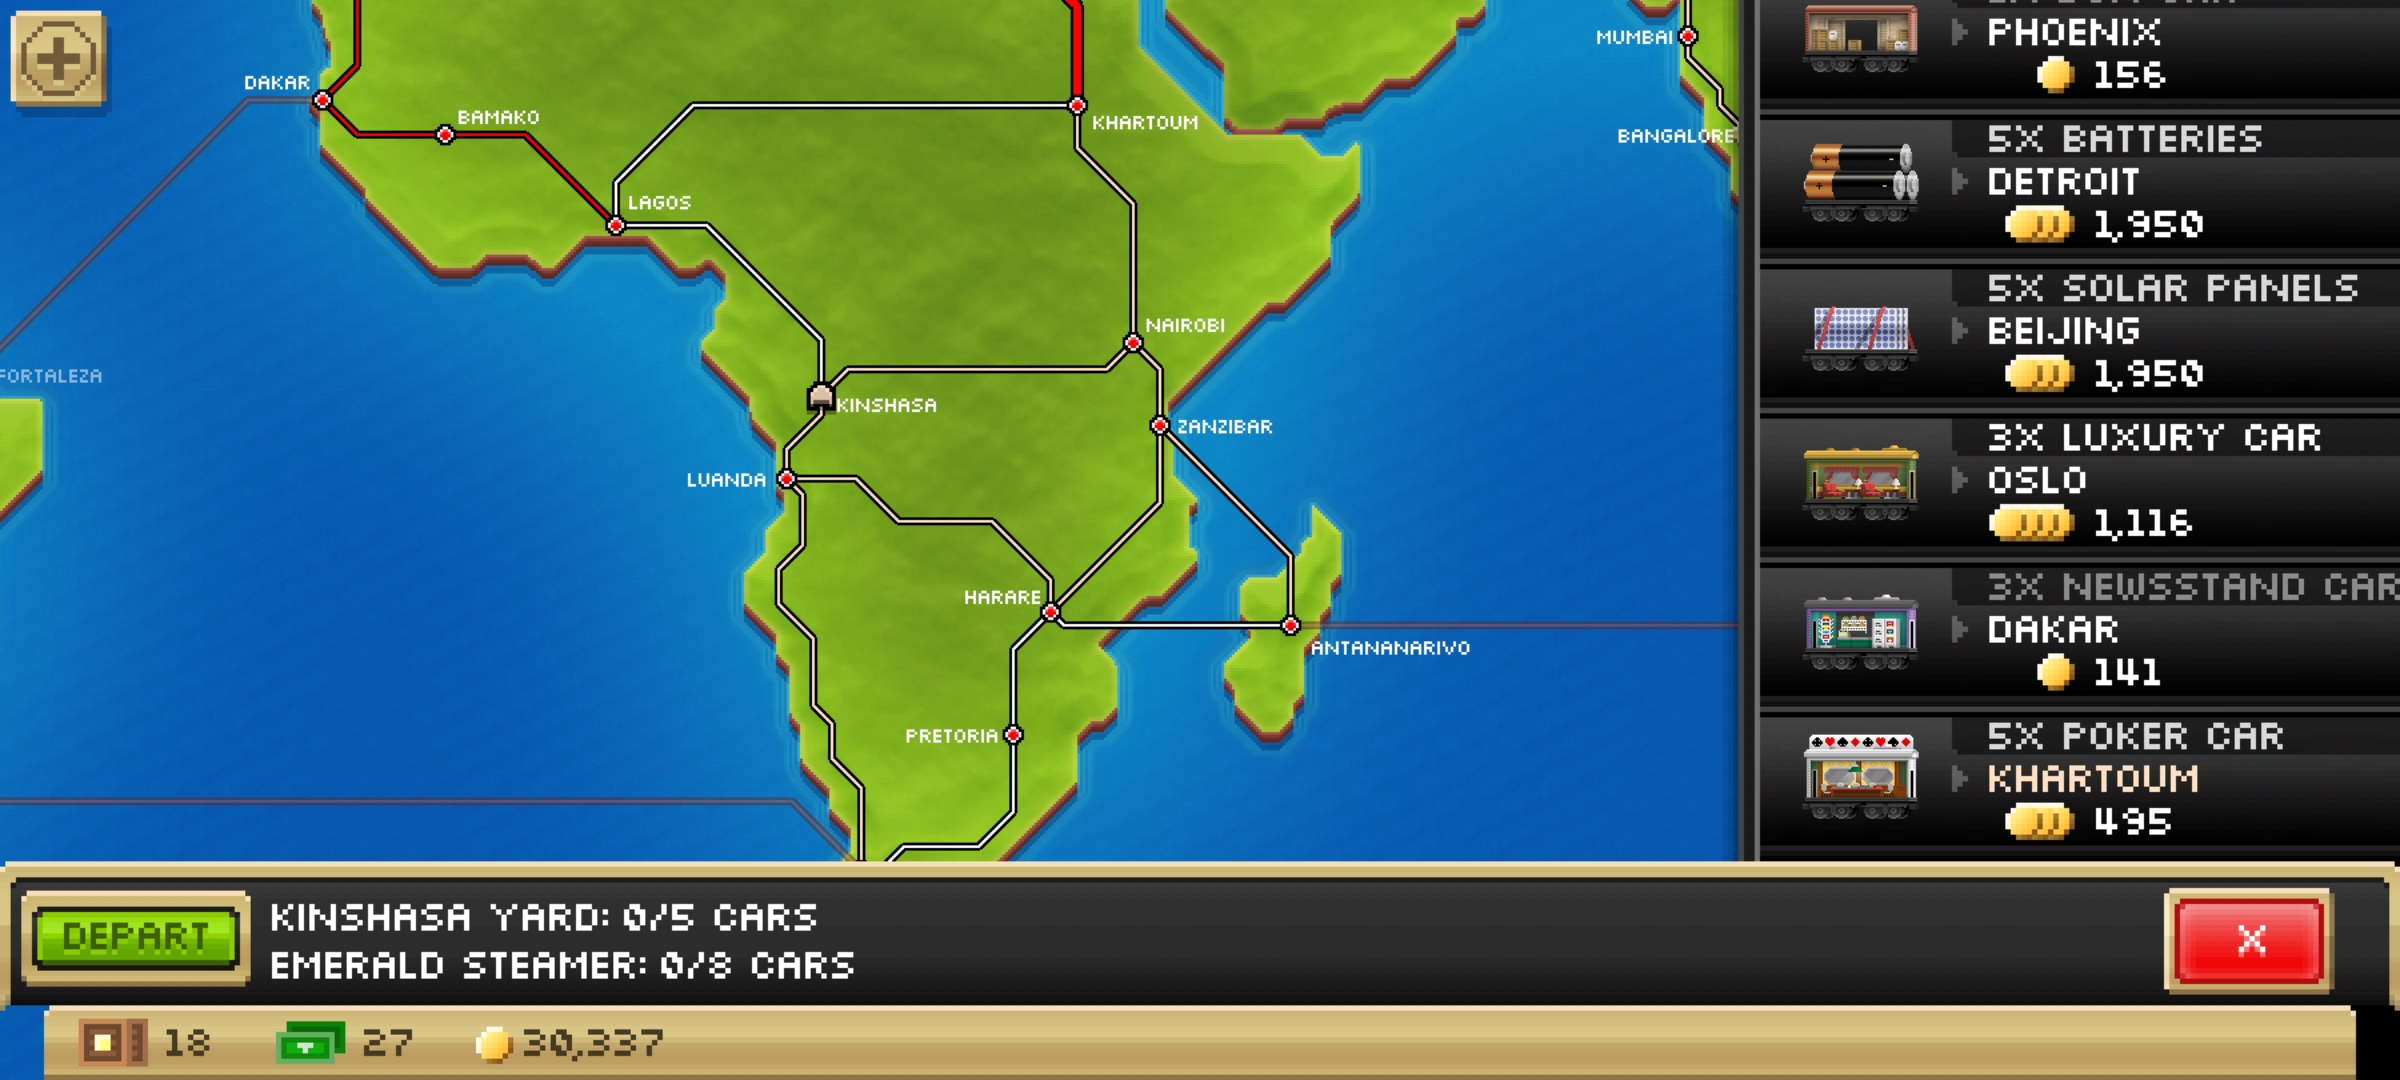 DAKAR
BAMAKO
LAGOS
KHARTOUM
NAIROBI
FORTALEZA
KINSHASA
ZANZIBAR
LUANDA
HARARE
ANTANANARIVO
PRETORIA
MUMBAI
BANGALORE
PHOENIX
156
5X BATTERIES
DETROIT
1,950
5X SOLAR PANELS
BEIJING
1,950
3X LUXURY CAR
OSLO
1,116
3X NEWSSTAND CAR
DAKAR
141
5X POKER CAR
KHARTOUM
495
DEPART
KINSHASA YARD: 0/5 CARS
EMERALD STEAMER: 0/8 CARS
X
18
27
30,337